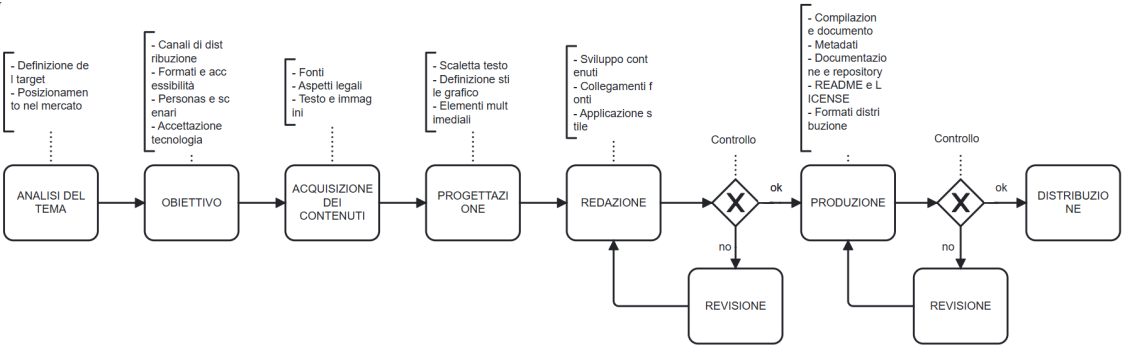 - Definizione de
l target
- Posizionamen
to nel mercato
- Canali di dist
ribuzione
- Formati e acc
essibilità
- Personas e sc
enari
- Accettazione
tecnologia
- Fonti
- Aspetti legali
- Testo e immag
ini
- Scaletta testo
- Definizione sti
le grafico
- Elementi mult
imediali
- Sviluppo cont
enuti
- Collegamenti f
onti
- Applicazione s
tile
Controllo
- Compilazion
e documento
- Metadati
- Documentazio
ne e repository
- README e L
ICENSE
- Formati distri
buzione
Controllo
ANALISI DEL
TEMA
OBIETTIVO
ACQUISIZIONE
DEI
CONTENUTI
PROGETTAZI
ONE
REDAZIONE
X
ok
PRODUZIONE
X
ok
DISTRIBUZIO
NE
no
REVISIONE
no
REVISIONE